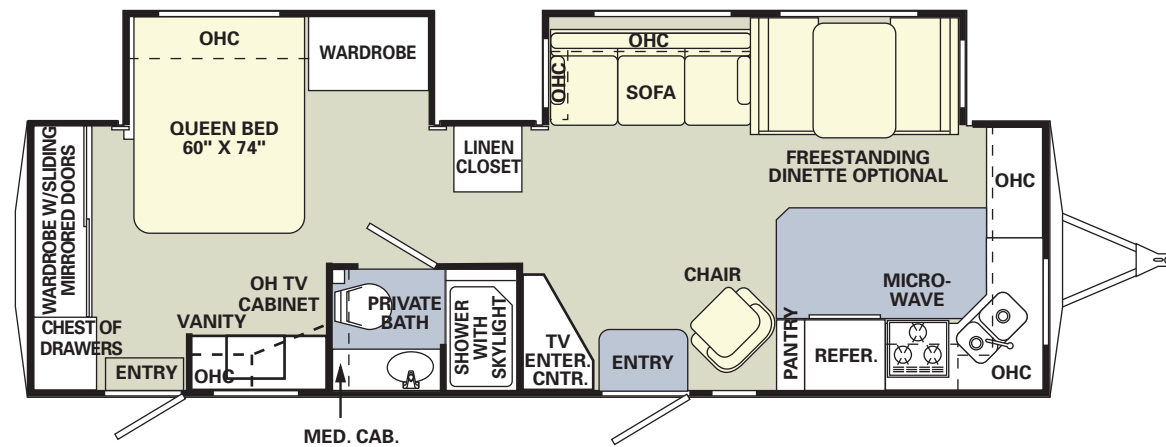 OHC
WARDROBE
QUEEN BED
60" X 74"
OHC
OHC
SOFA
LINEN
CLOSET
FREESTANDING
DINETTE OPTIONAL
OHC
WARDROBE W/SLIDING
MIRRORED DOORS
CHEST OF
DRAWERS
ENTRY
VANITY
OHC
OH TV
CABINET
PRIVATE
BATH
SHOWER
WITH
SKYLIGHT
MED. CAB.
TV
ENTER.
CNTR.
ENTRY
CHAIR
PANTRY
REFER.
MICRO-
WAVE
OHC